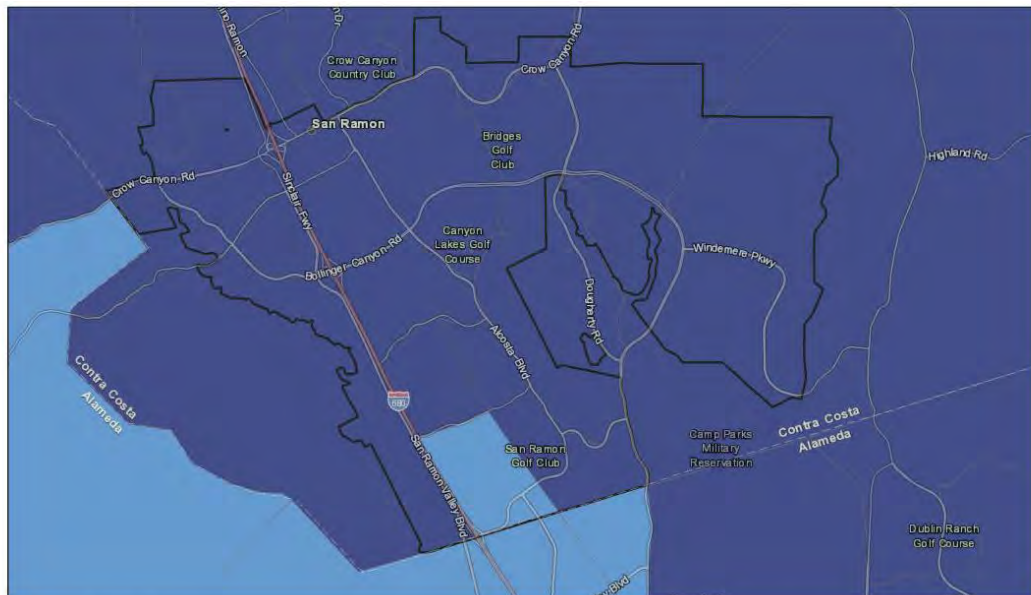 Crow Canyon
Country Club
Crow Canyon Rd
San Ramon
Bridges
Golf
Club
Highland Rd
Crow Canyon Rd
Sinclair Fwy
Canyon
Lakes Golf
Course
Windemere Pkwy
Bollinger Canyon Rd
Dougherty Rd
Alcosta Blvd
Contra Costa
Alameda
680
San Ramon Valley Blvd
San Ramon
Golf Club
Camp Parks
Military
Reservation
Contra Costa
Alameda
Dublin Ranch
Golf Course
Blvd